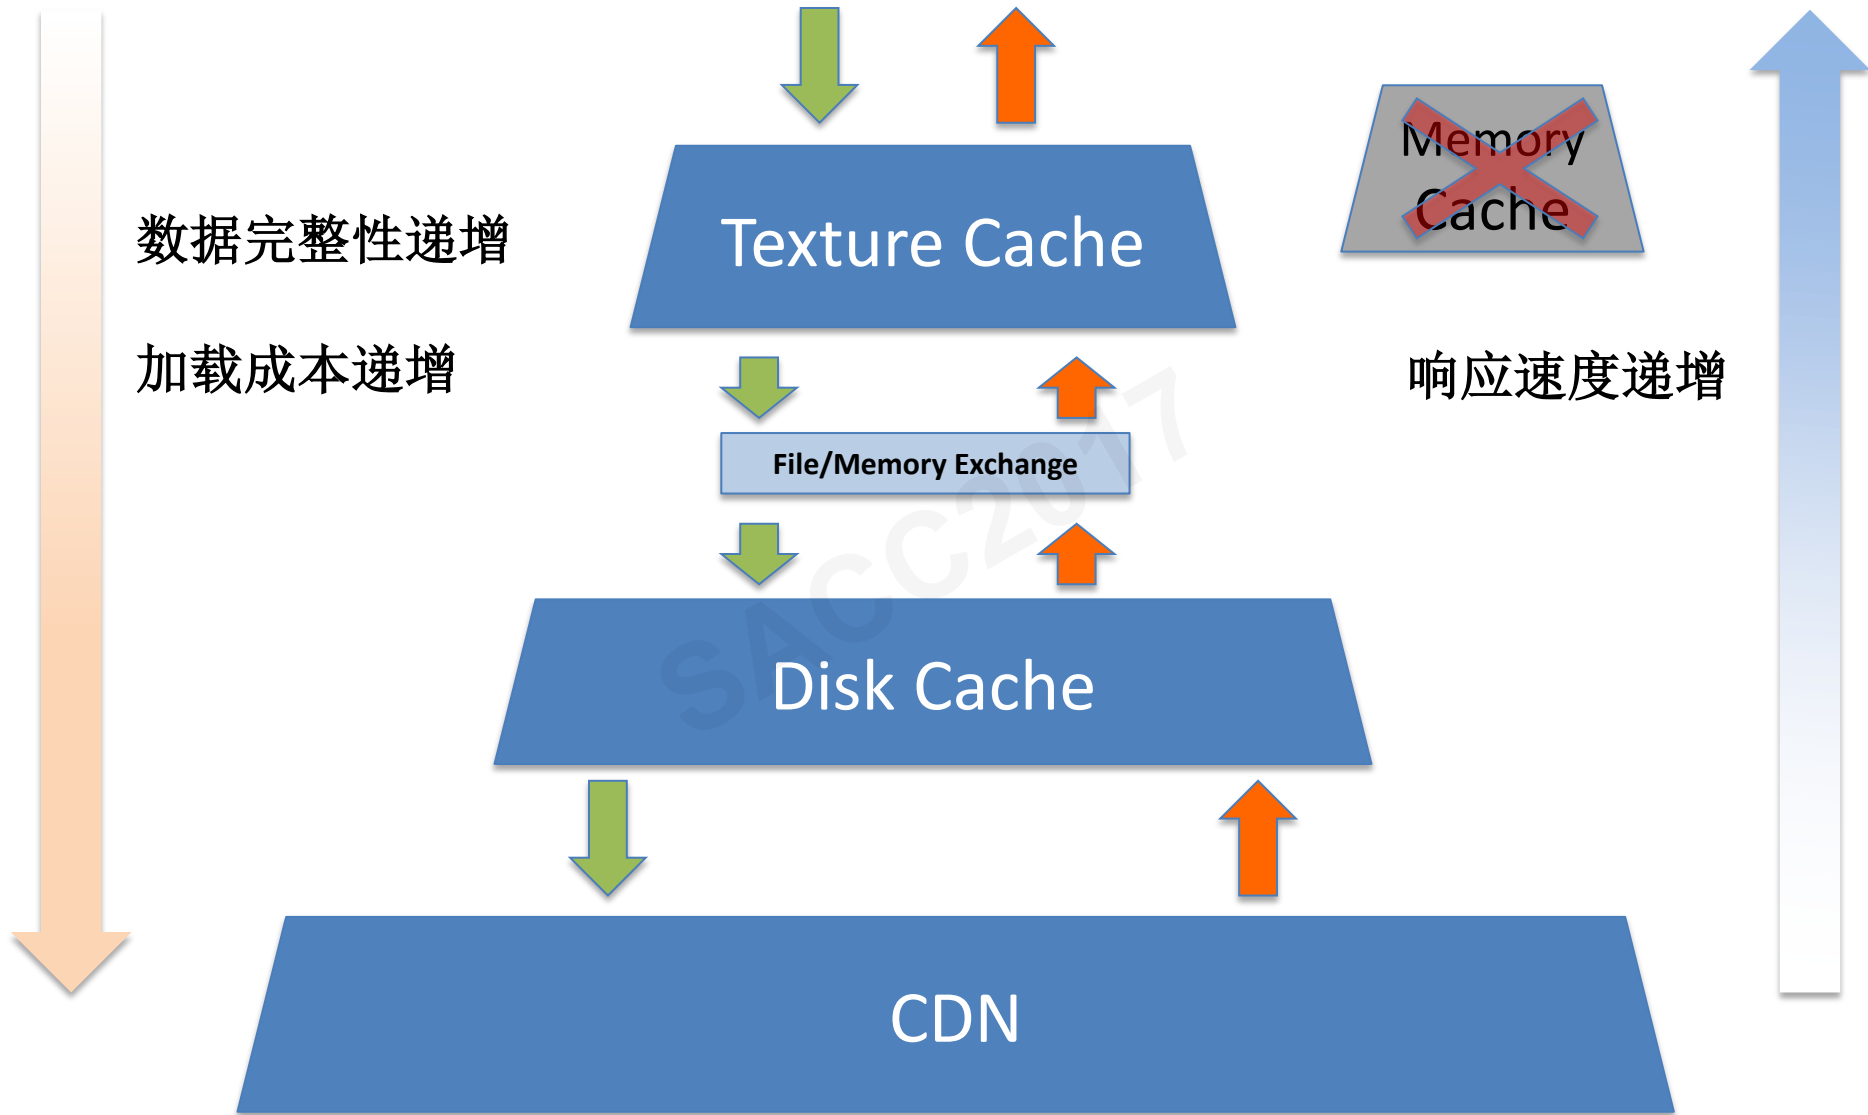 Memory
Cache
Texture Cache
数据完整性递增
加载成本递增
响应速度递增
File/Memory Exchange
SACC2017
Disk Cache
CDN